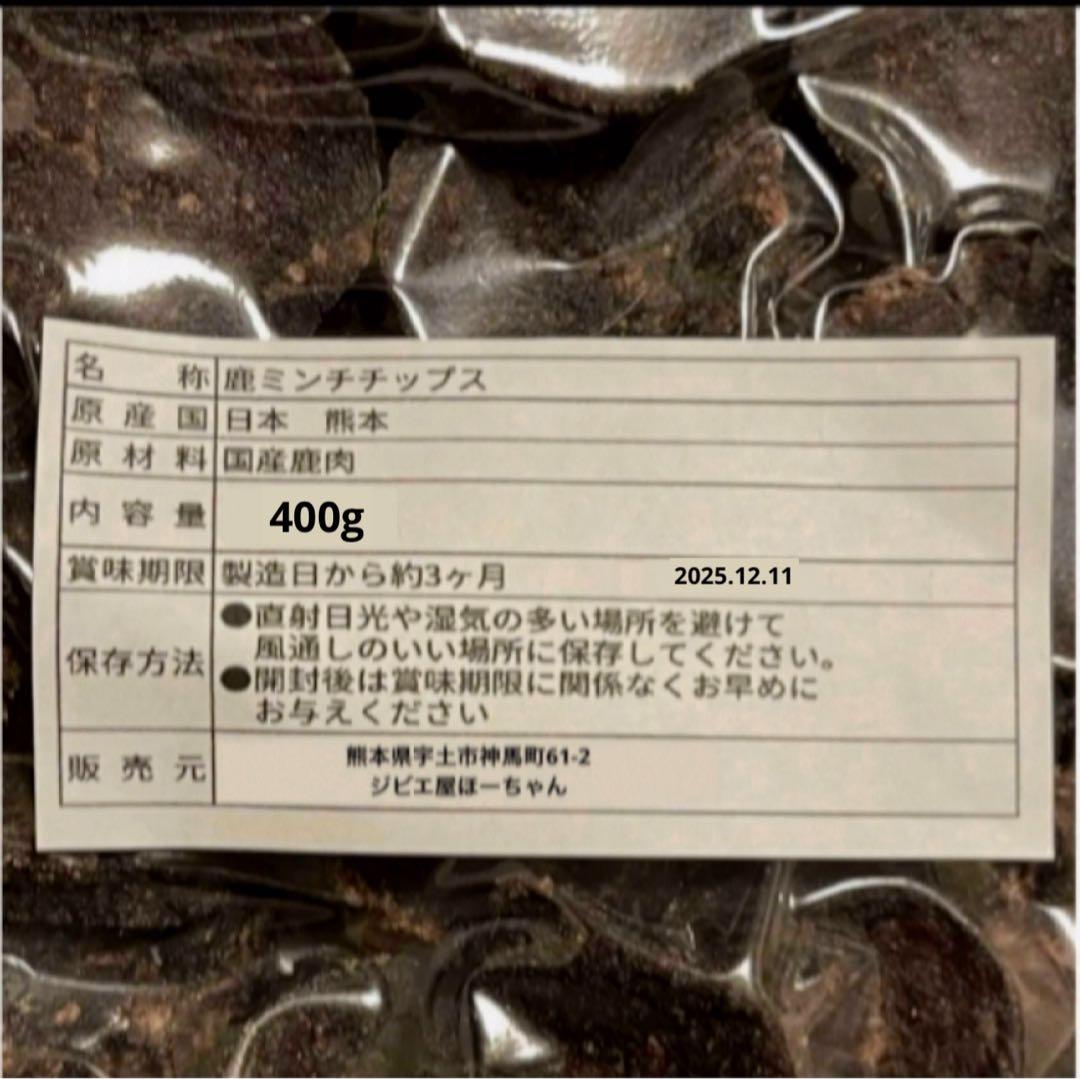 名称 鹿ミンチチップス
原産国 日本 熊本
原材料 国産鹿肉
内容量 400g
賞味期限 製造日から約3ヶ月 2025.12.11
保存方法 ●直射日光や湿気の多い場所を避けて
風通しのいい場所に保存してください。
●開封後は賞味期限に関係なくお早めに
お与えください
販売元 熊本県宇土市神馬町61-2
ジビエ屋ほーちゃん